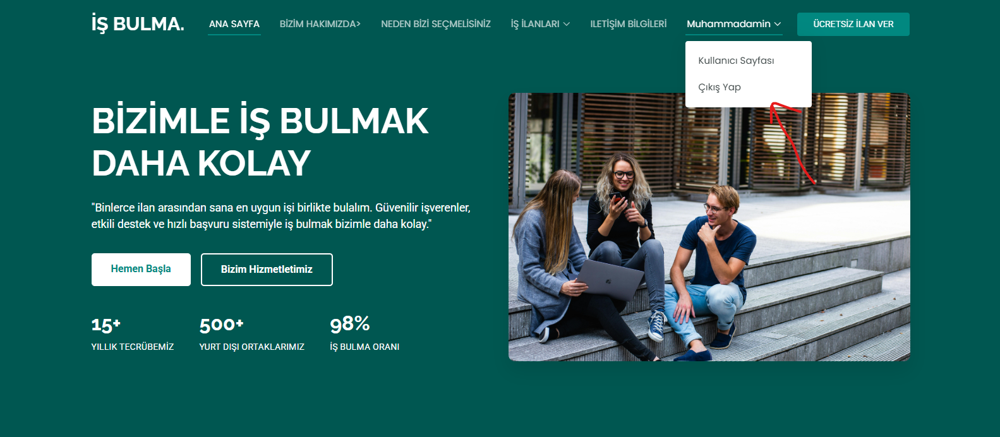 İŞ BULMA.
ANA SAYFA
BİZİM HAKIMIZDA>
NEDEN BİZİ SEÇMELİSİNİZ
İŞ İLANLARI
ILETİŞİM BİLGİLERİ
Muhammadamin
ÜCRETSİZ İLAN VER
Kullanıcı Sayfası
Çıkış Yap
BİZİMLE İŞ BULMAK
DAHA KOLAY
"Binlerce ilan arasından sana en uygun işi birlikte bulalım. Güvenilir işverenler,
etkili destek ve hızlı başvuru sistemiyle iş bulmak bizimle daha kolay."
Hemen Başla
Bizim Hizmetletimiz
15+
YILLIK TECRÜBEMİZ
500+
YURT DIŞI ORTAKLARIMIZ
98%
İŞ BULMA ORANI